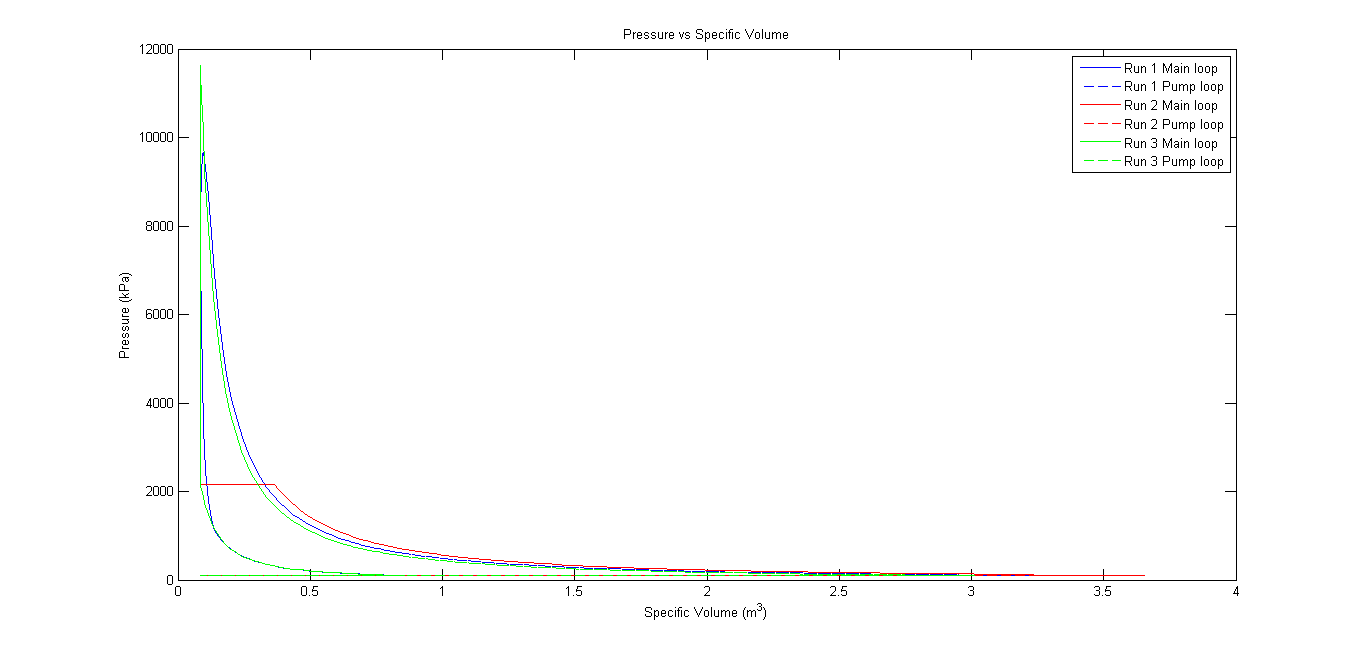 Pressure vs Specific Volume
12000
10000
8000
6000
4000
2000
0
Pressure (kPa)
0 0.5 1 1.5 2 2.5 3 3.5 4
Specific Volume (m³)
Run 1 Main loop
Run 1 Pump loop
Run 2 Main loop
Run 2 Pump loop
Run 3 Main loop
Run 3 Pump loop